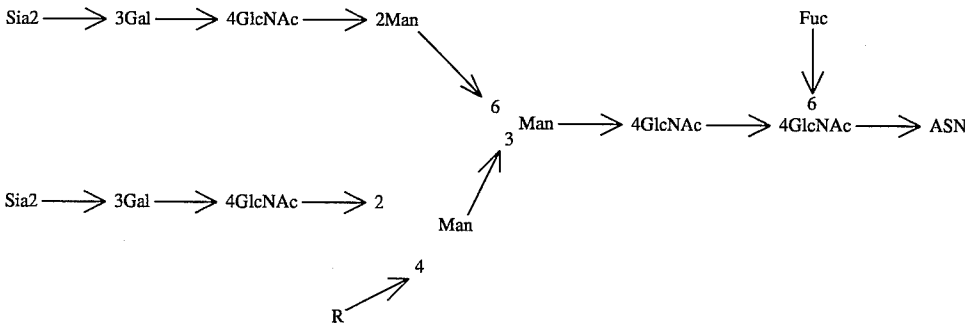 Sia2 3Gal 4GlcNAc 2Man Fuc
6 6
3 Man 4GlcNAc 4GlcNAc ASN
Sia2 3Gal 4GlcNAc 2
Man
4
R